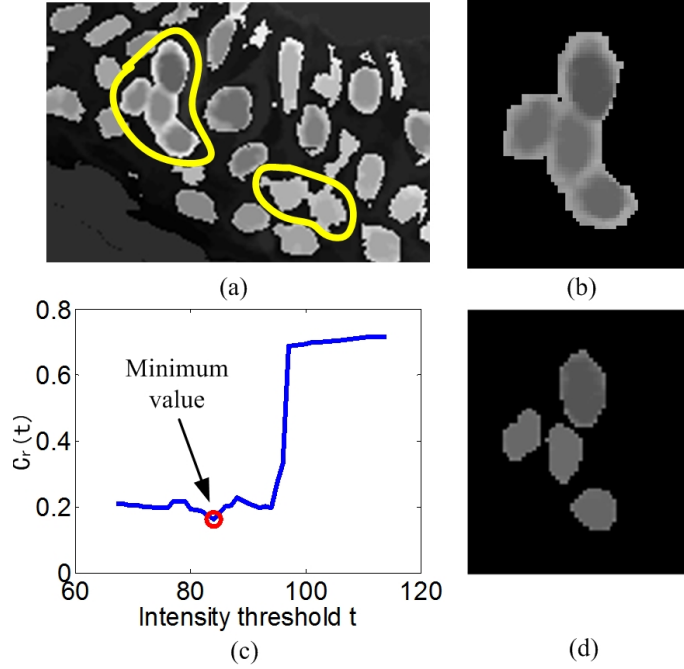 (a)
(b)
0.8
0.6
0.4
0.2
0
Cᵣ(t)
Minimum
value
60
80
100
120
Intensity threshold t
(c)
(d)